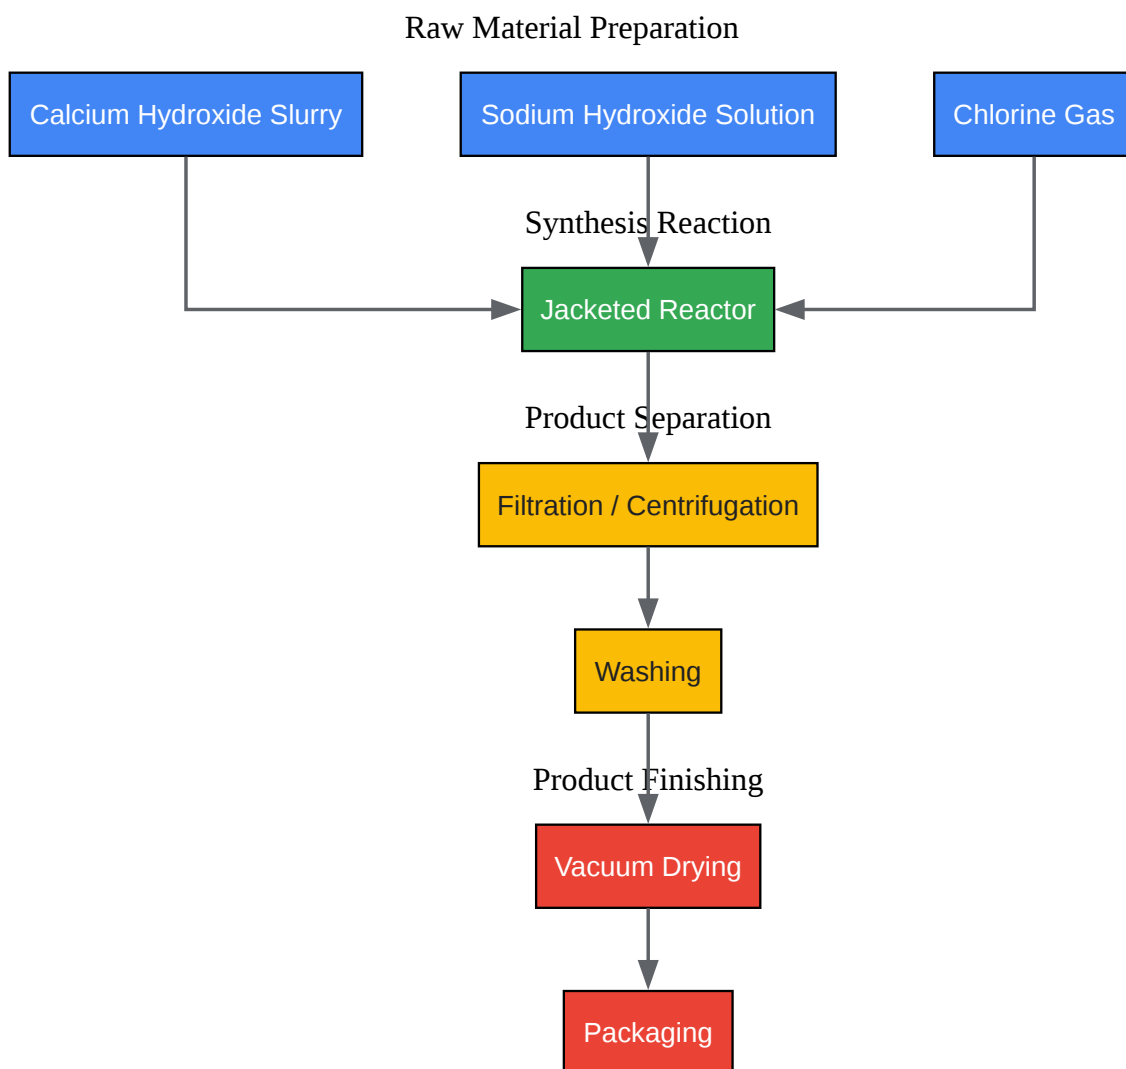 Raw Material Preparation
Calcium Hydroxide Slurry
Sodium Hydroxide Solution
Chlorine Gas
Synthesis Reaction
Jacketed Reactor
Product Separation
Filtration / Centrifugation
Washing
Product Finishing
Vacuum Drying
Packaging